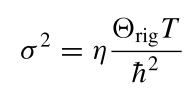 σ² = η Θ_rig T / ħ²